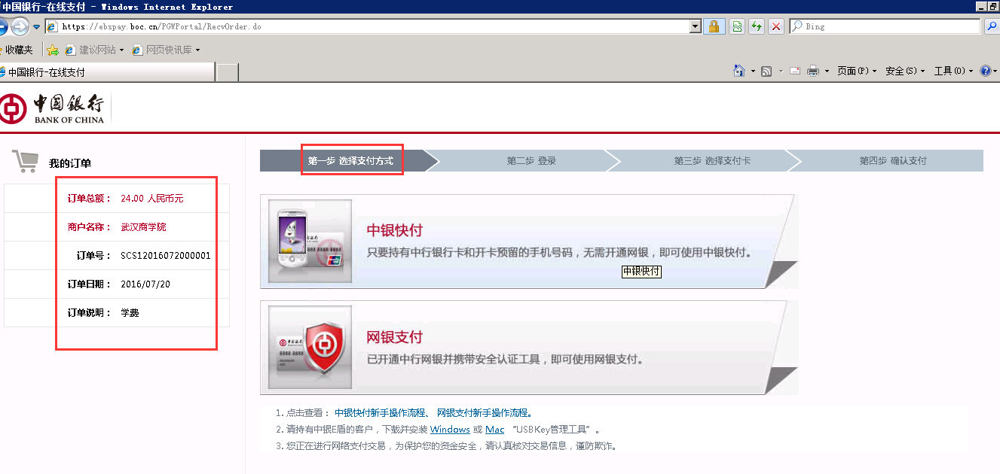 中国银行-在线支付 - Windows Internet Explorer
https://ebspay.boc.cn/PGWPortal/RecvOrder.do
Bing
收藏夹 建议网站 网页快讯库
中国银行-在线支付
页面(P) 安全(S) 工具(O)
中国银行
BANK OF CHINA
我的订单
订单总额： 24.00 人民币元
商户名称： 武汉商学院
订单号： SCS12016072000001
订单日期： 2016/07/20
订单说明： 学费
第一步 选择支付方式 第二步 登录 第三步 选择支付卡 第四步 确认支付
中银快付
只要持有中行银行卡和开卡预留的手机号码，无需开通网银，即可使用中银快付。
中银快付
8888 8888 8888
网银支付
已开通中行网银并携带安全认证工具，即可使用网银支付。
中国银行
8888 8888
1. 点击查看： 中银快付新手操作流程、 网银支付新手操作流程。
2. 请持有中银E盾的客户，下载并安装 Windows 或 Mac “USBKey管理工具”。
3. 您正在进行网络支付交易，为保护您的资金安全，请认真核对交易信息，谨防欺诈。